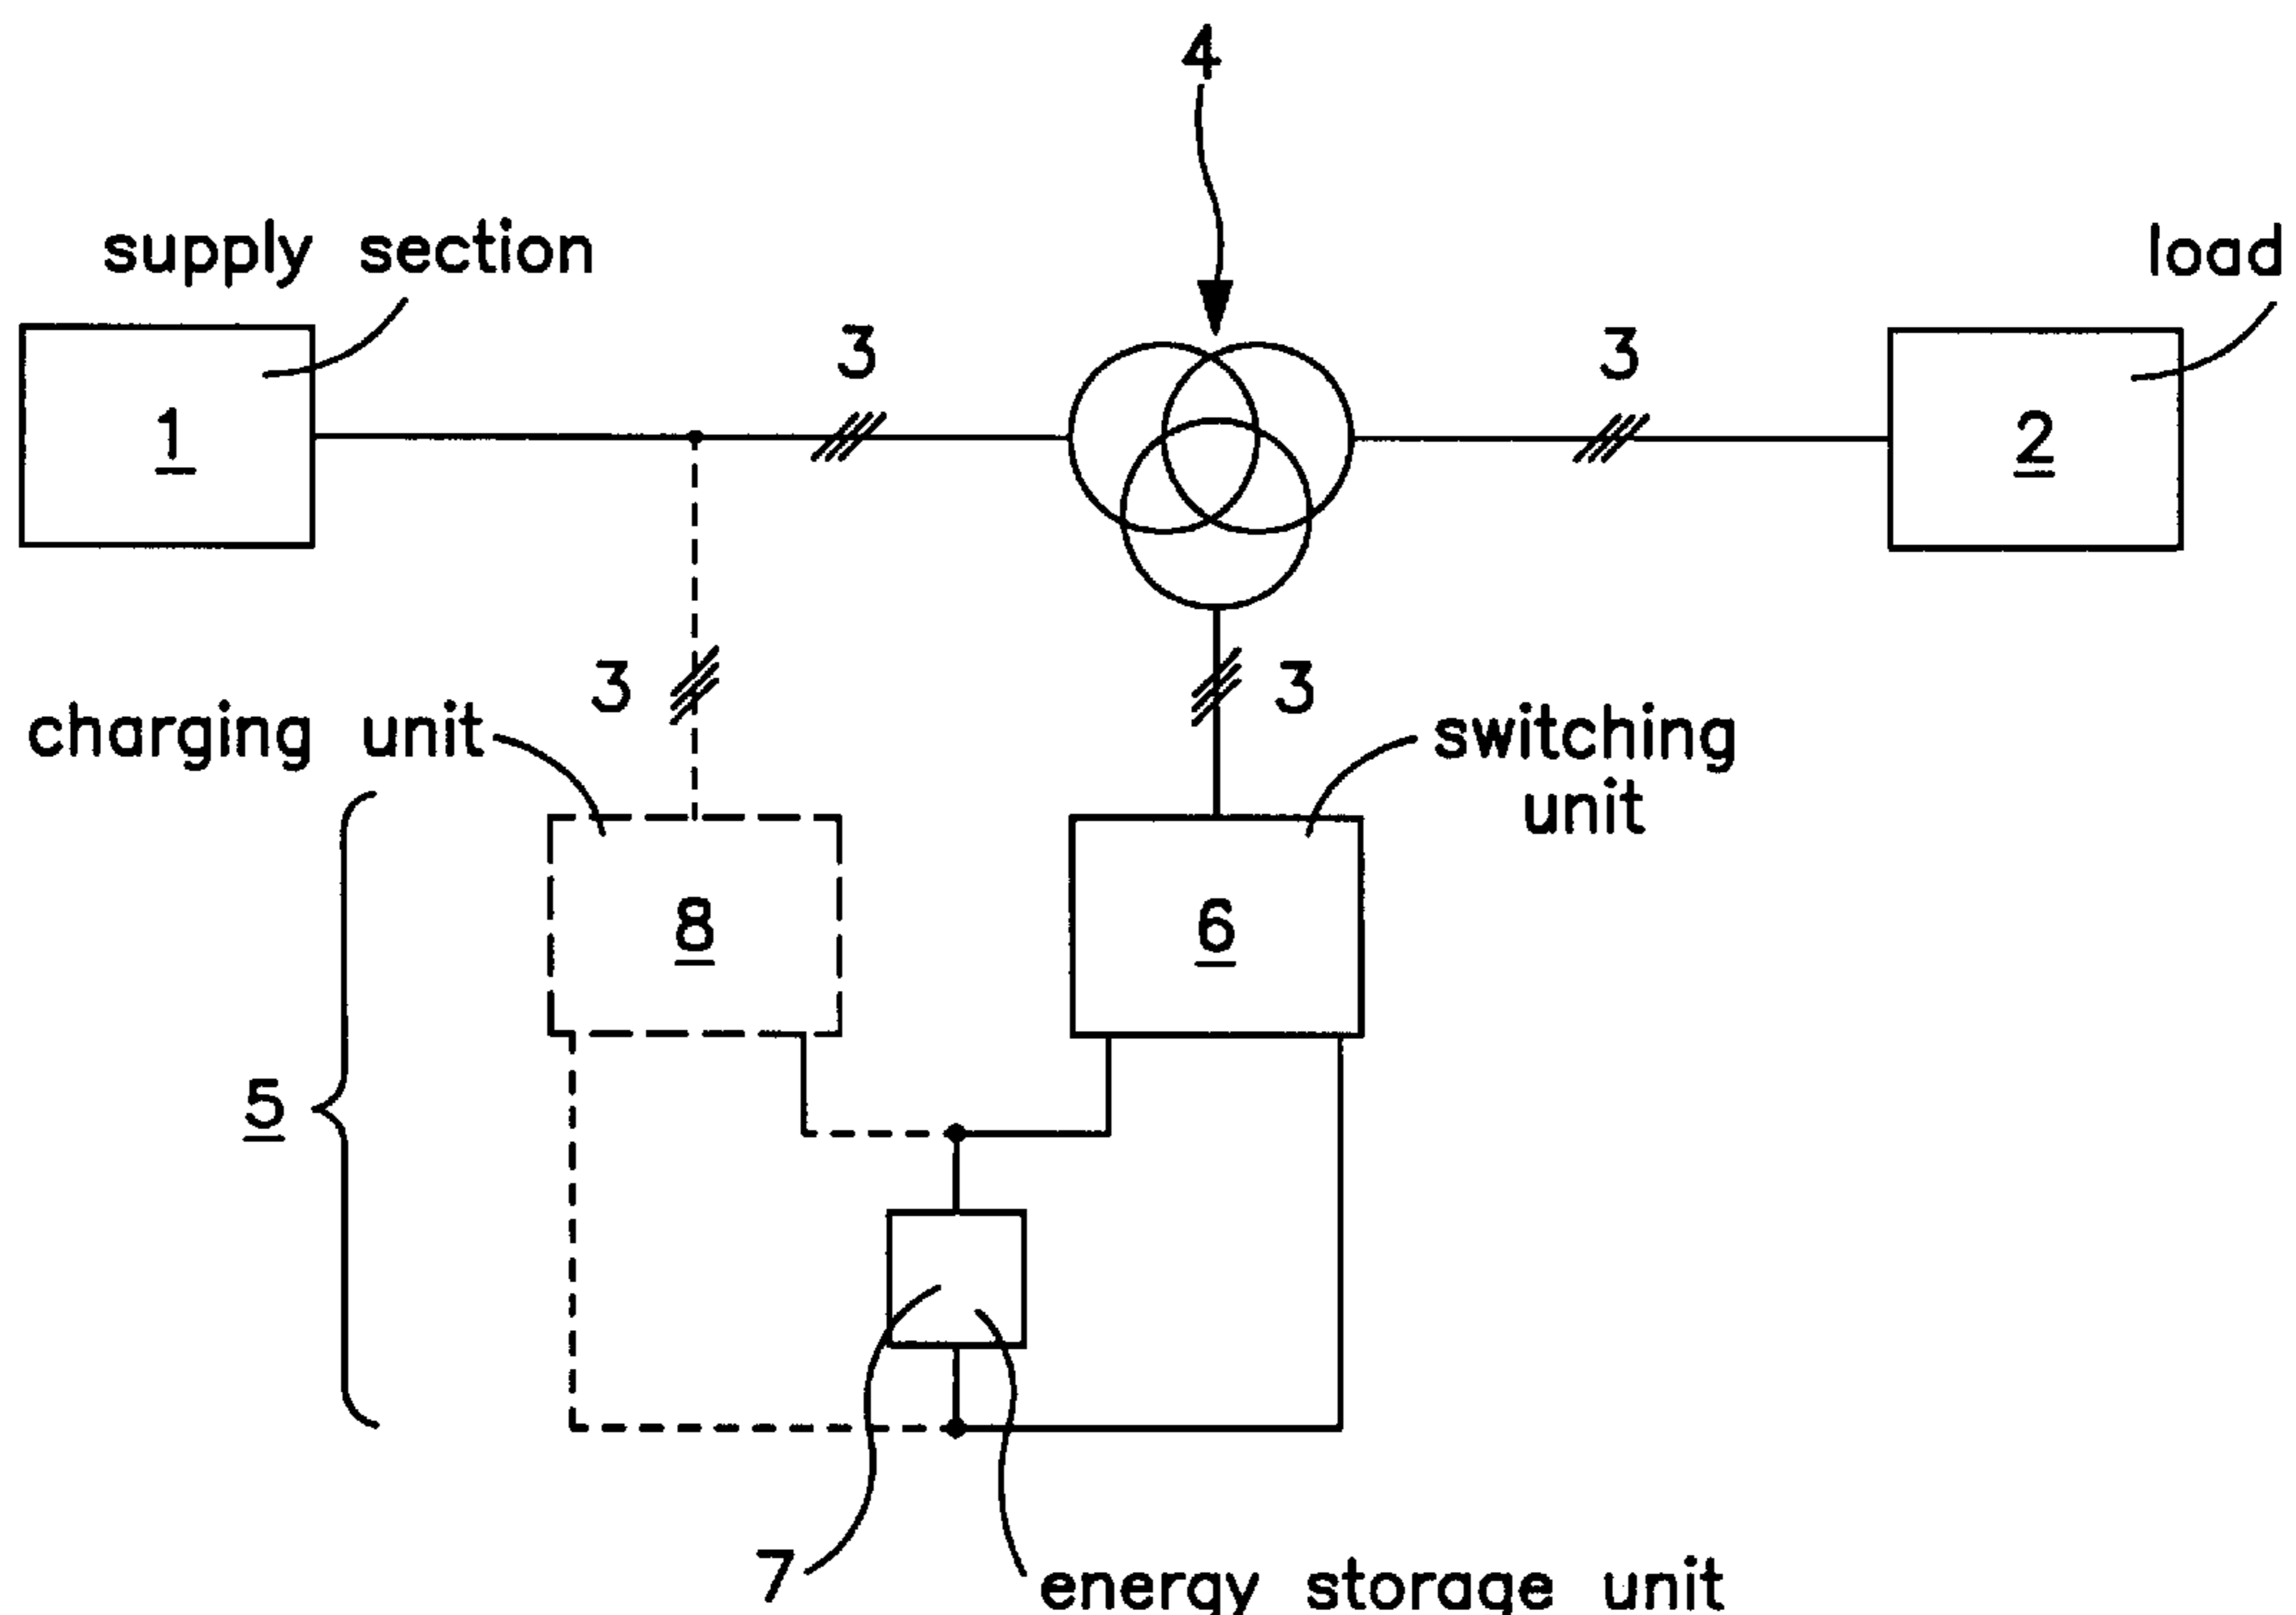 4
supply section
load
3
3
1
2
3
3
charging unit
switching
unit
8
6
5
7
energy storage unit